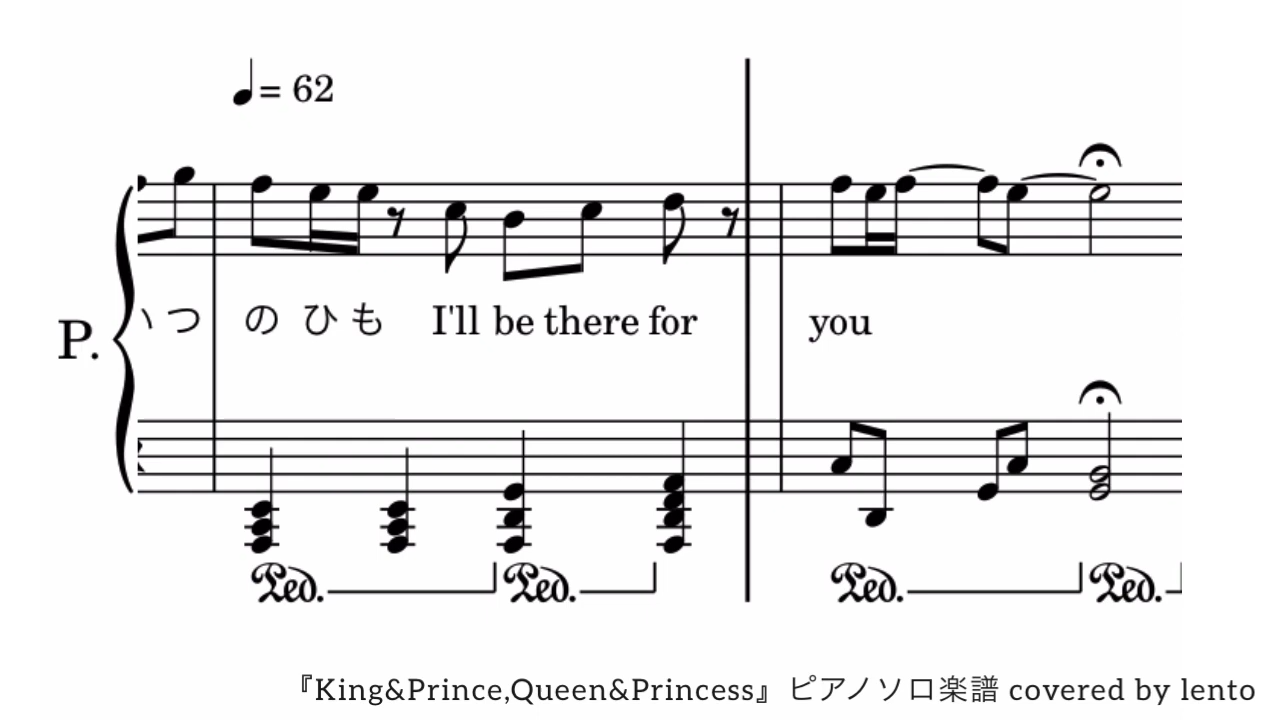 = 62
つ の ひ も I'll be there for you
P.
Ped. Ped. Ped. Ped.
『King&Prince,Queen&Princess』ピアノソロ楽譜 covered by lento